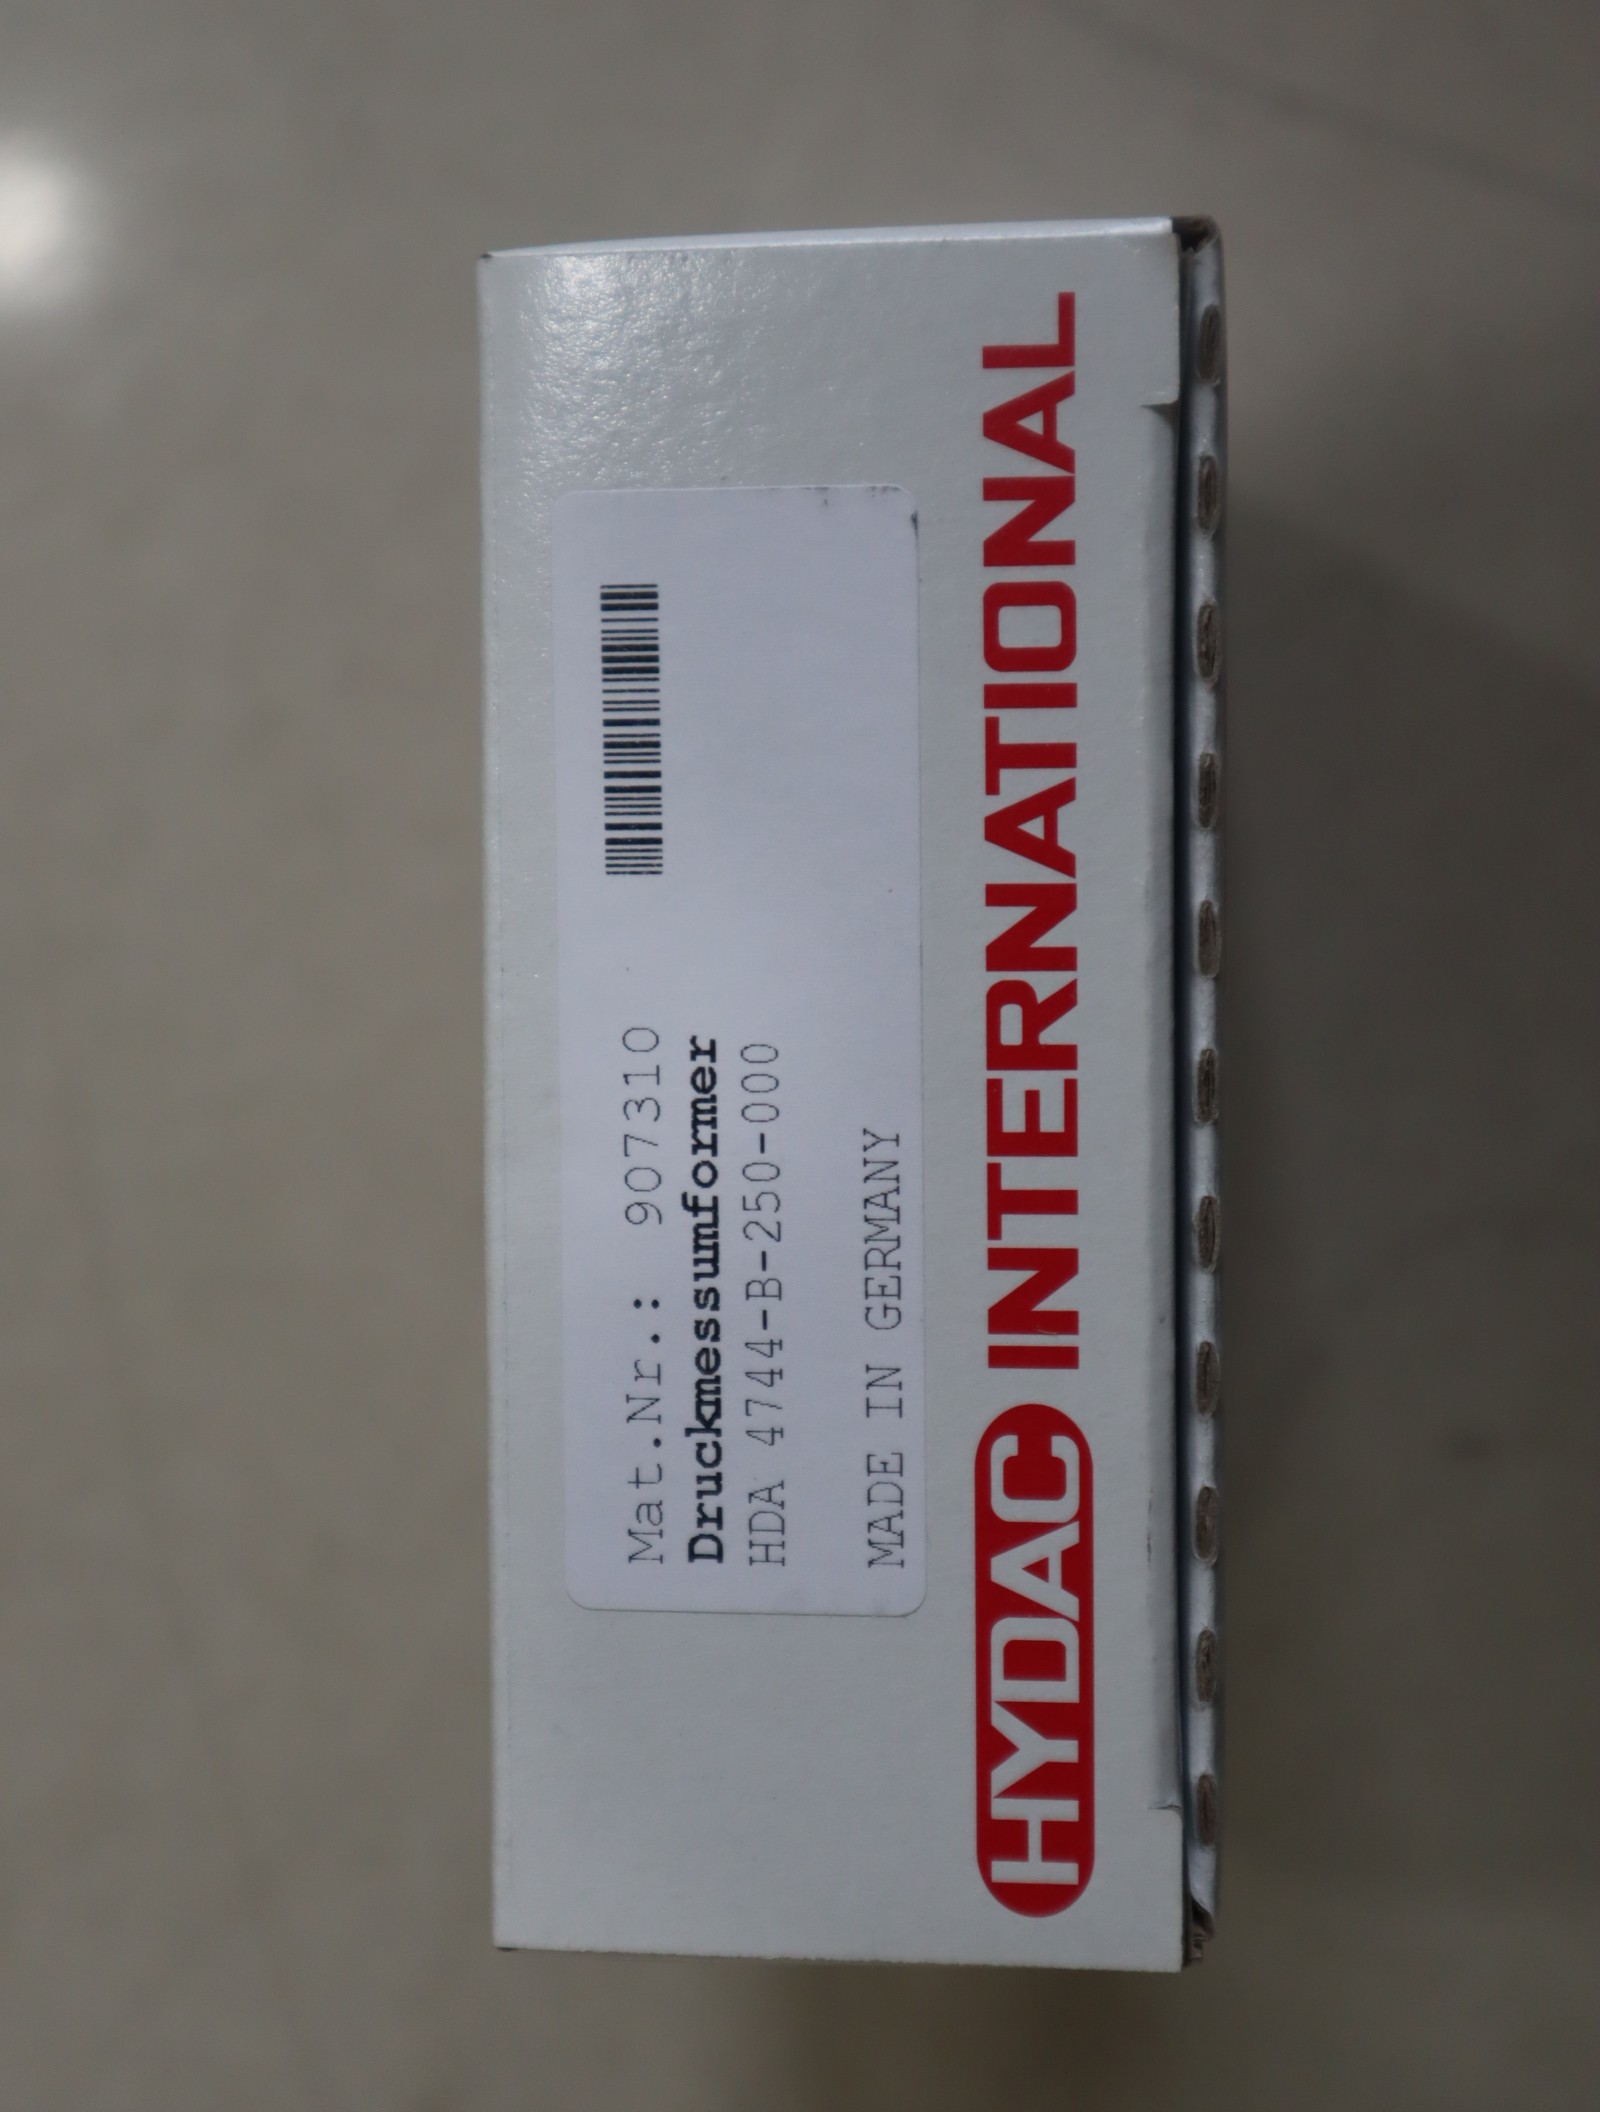 Mat.Nr.: 907310
Druckmessumformer
HDA 4744-B-250-000
MADE IN GERMANY
HYDAC INTERNATIONAL